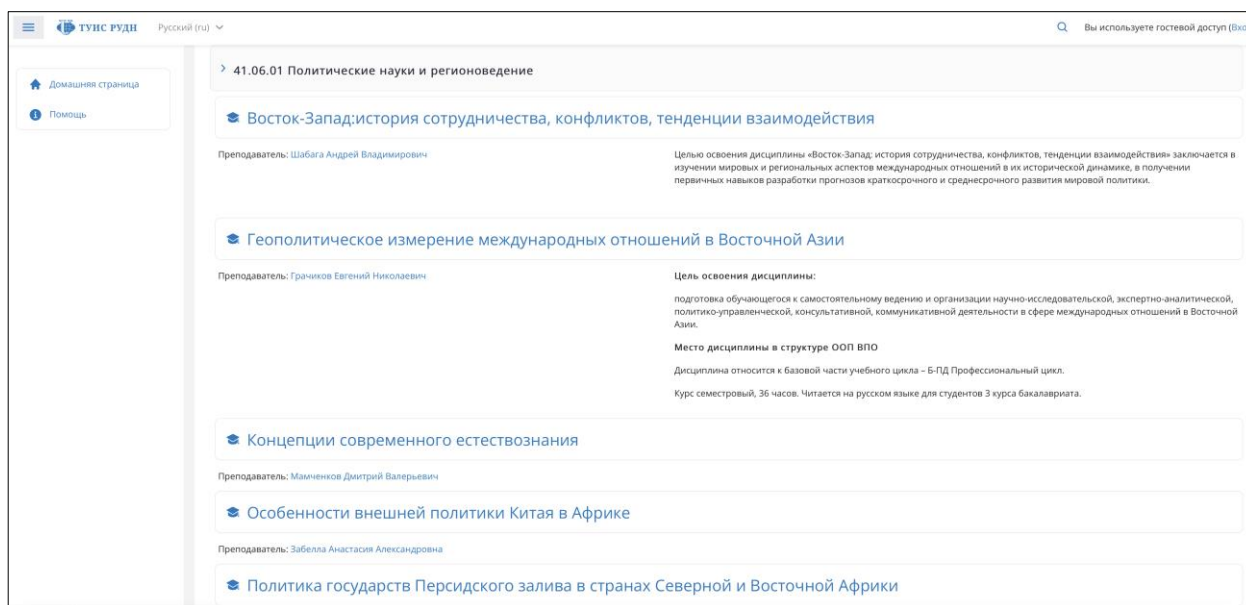 ТУИС РУДН
Русский (ru)
Вы используете гостевой доступ (Вхо
Домашняя страница
Помощь
41.06.01 Политические науки и регионоведение
Восток-Запад:история сотрудничества, конфликтов, тенденции взаимодействия
Преподаватель: Шабага Андрей Владимирович
Целью освоения дисциплины «Восток-Запад: история сотрудничества, конфликтов, тенденции взаимодействия» заключается в
изучении мировых и региональных аспектов международных отношений в их исторической динамике, в получении
первичных навыков разработки прогнозов краткосрочного и среднесрочного развития мировой политики.
Геополитическое измерение международных отношений в Восточной Азии
Преподаватель: Грачиков Евгений Николаевич
Цель освоения дисциплины:
подготовка обучающегося к самостоятельному ведению и организации научно-исследовательской, экспертно-аналитической,
политико-управленческой, консультативной, коммуникативной деятельности в сфере международных отношений в Восточной
Азии.
Место дисциплины в структуре ООП ВПО
Дисциплина относится к базовой части учебного цикла – Б-ПД Профессиональный цикл.
Курс семестровый, 36 часов. Читается на русском языке для студентов 3 курса бакалавриата.
Концепции современного естествознания
Преподаватель: Мамченков Дмитрий Валерьевич
Особенности внешней политики Китая в Африке
Преподаватель: Забелла Анастасия Александровна
Политика государств Персидского залива в странах Северной и Восточной Африки